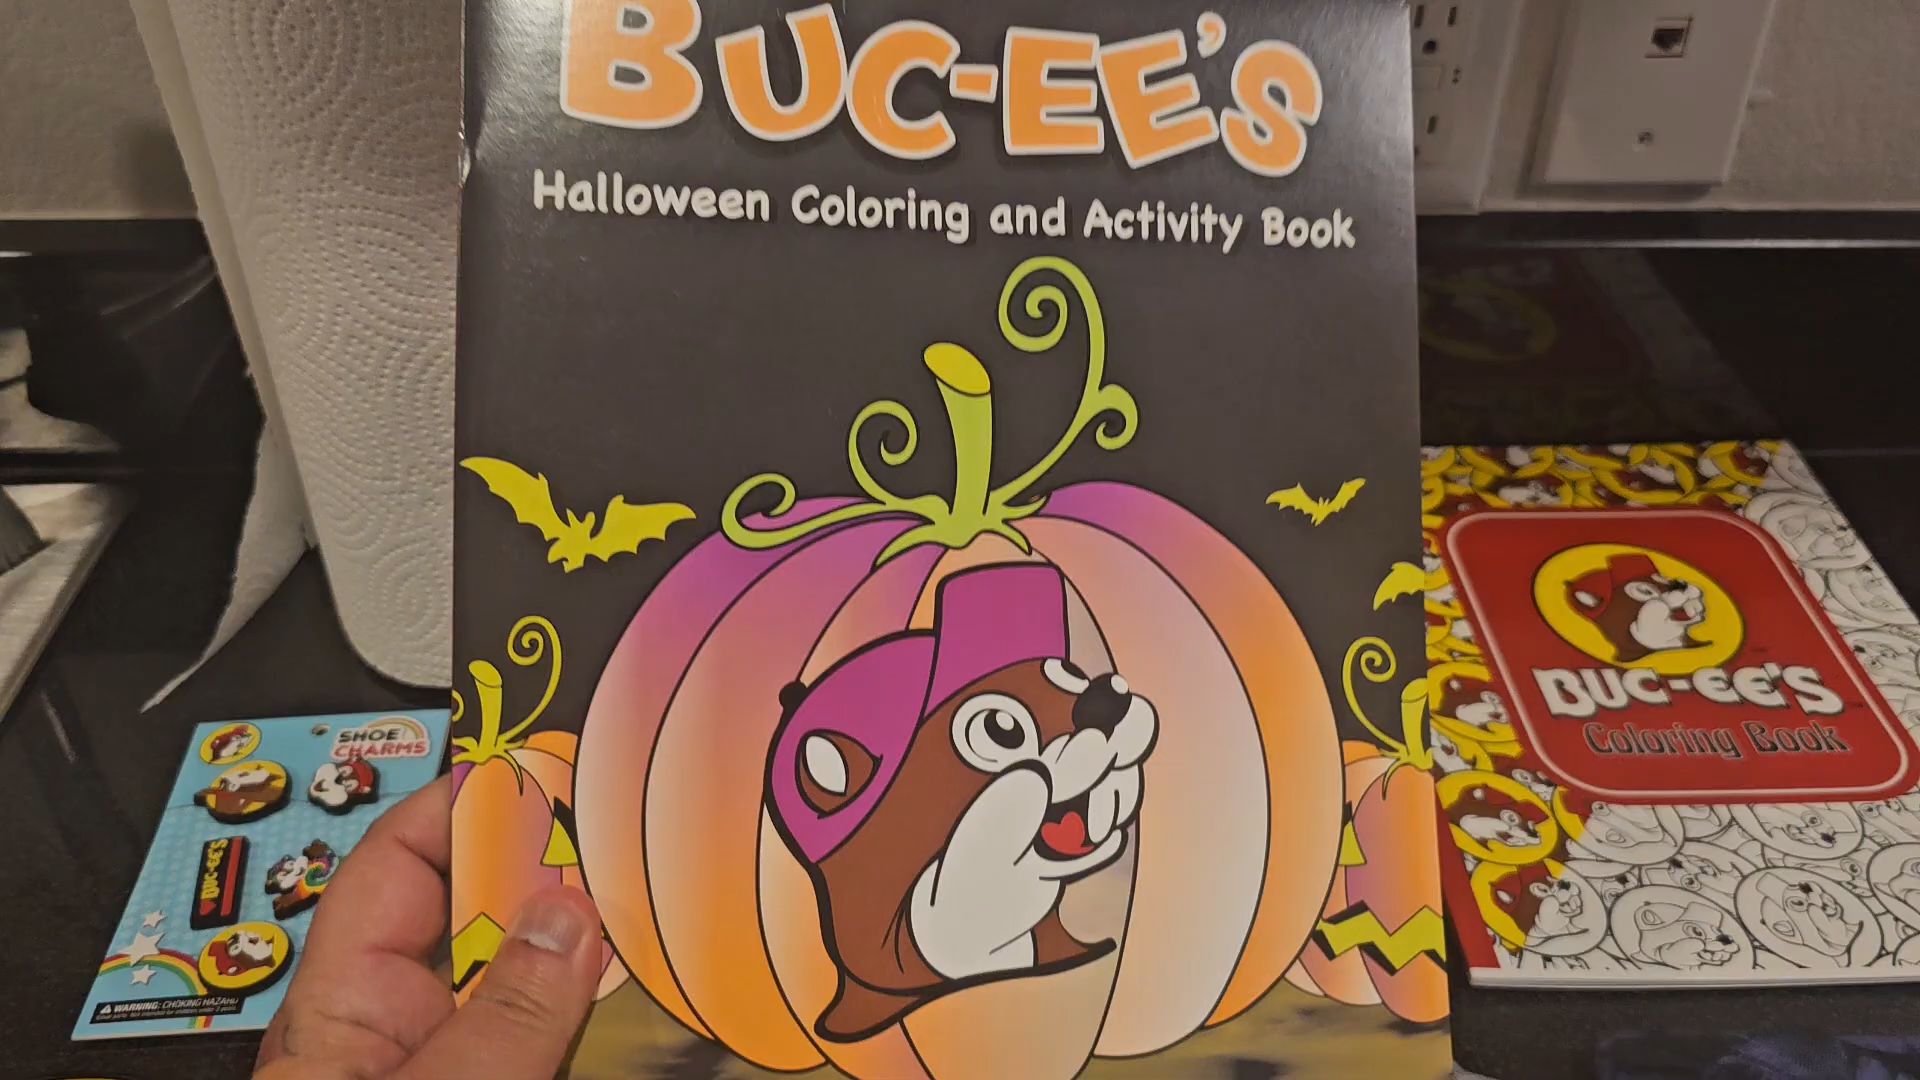 BUC-EE'S
Halloween Coloring and Activity Book
SHOE
CHARMS
BUC-EE'S
WARNING: CHOKING HAZARD
BUC-EE'S
Coloring Book